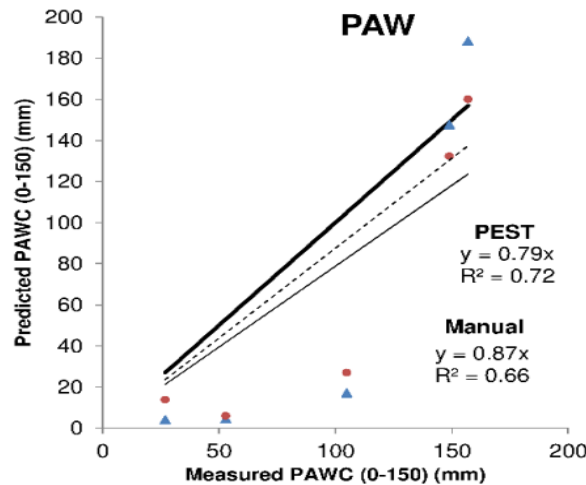 PAW
200
180
160
140
120
100
80
60
40
20
0
Predicted PAWC (0-150) (mm)
PEST
y = 0.79x
R² = 0.72
Manual
y = 0.87x
R² = 0.66
0 50 100 150 200
Measured PAWC (0-150) (mm)